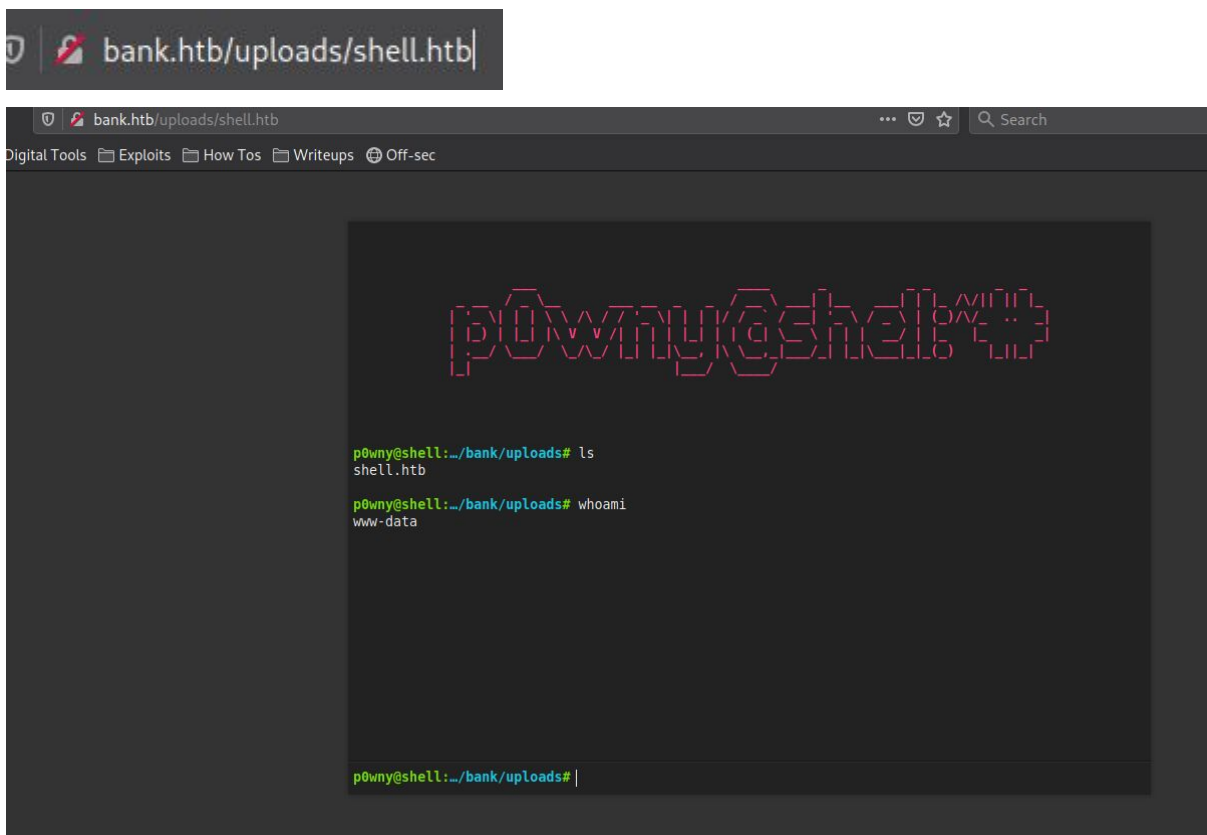 bank.htb/uploads/shell.htb
bank.htb/uploads/shell.htb ••• Search
Digital Tools Exploits How Tos Writeups Off-sec
p0wny@shell:~#
p0wny@shell:…/bank/uploads# ls
shell.htb
p0wny@shell:…/bank/uploads# whoami
www-data
p0wny@shell:…/bank/uploads#